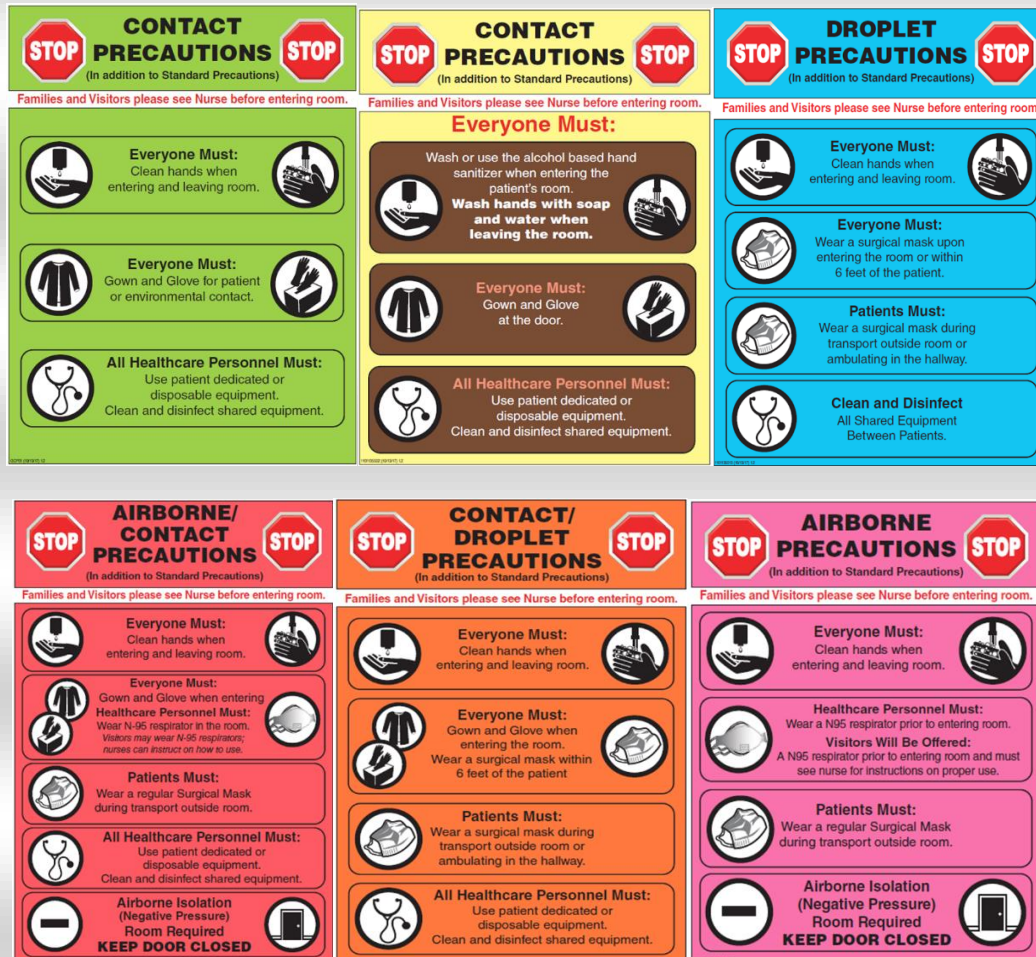 STOP
CONTACT
PRECAUTIONS
STOP
(In addition to Standard Precautions)
Families and Visitors please see Nurse before entering room.
Everyone Must:
Clean hands when
entering and leaving room.
Everyone Must:
Gown and Glove for patient
or environmental contact.
All Healthcare Personnel Must:
Use patient dedicated or
disposable equipment.
Clean and disinfect shared equipment.
STOP
CONTACT
PRECAUTIONS
STOP
(In addition to Standard Precautions)
Families and Visitors please see Nurse before entering room.
Everyone Must:
Wash or use the alcohol based hand
sanitizer when entering the
patient's room.
Wash hands with soap
and water when
leaving the room.
Everyone Must:
Gown and Glove
at the door.
All Healthcare Personnel Must:
Use patient dedicated or
disposable equipment.
Clean and disinfect shared equipment.
STOP
DROPLET
PRECAUTIONS
STOP
(In addition to Standard Precautions)
Families and Visitors please see Nurse before entering room
Everyone Must:
Clean hands when
entering and leaving room.
Everyone Must:
Wear a surgical mask upon
entering the room or within
6 feet of the patient.
Patients Must:
Wear a surgical mask during
transport outside room or
ambulating in the hallway.
Clean and Disinfect
All Shared Equipment
Between Patients.
STOP
AIRBORNE/
CONTACT
PRECAUTIONS
STOP
(In addition to Standard Precautions)
Families and Visitors please see Nurse before entering room.
Everyone Must:
Clean hands when
entering and leaving room.
Everyone Must:
Gown and Glove when entering
Healthcare Personnel Must:
Wear N-95 respirator in the room.
Visitors may wear N-95 respirators;
nurses can instruct on how to use.
Patients Must:
Wear a regular Surgical Mask
during transport outside room.
All Healthcare Personnel Must:
Use patient dedicated or
disposable equipment.
Clean and disinfect shared equipment.
Airborne Isolation
(Negative Pressure)
Room Required
KEEP DOOR CLOSED
STOP
CONTACT/
DROPLET
PRECAUTIONS
STOP
(In addition to Standard Precautions)
Families and Visitors please see Nurse before entering room.
Everyone Must:
Clean hands when
entering and leaving room.
Everyone Must:
Gown and Glove when
entering the room.
Wear a surgical mask within
6 feet of the patient
Patients Must:
Wear a surgical mask during
transport outside room or
ambulating in the hallway.
All Healthcare Personnel Must:
Use patient dedicated or
disposable equipment.
Clean and disinfect shared equipment.
STOP
AIRBORNE
PRECAUTIONS
STOP
(In addition to Standard Precautions)
Families and Visitors please see Nurse before entering room.
Everyone Must:
Clean hands when
entering and leaving room.
Healthcare Personnel Must:
Wear a N95 respirator prior to entering room.
Visitors Will Be Offered:
A N95 respirator prior to entering room and must
see nurse for instructions on proper use.
Patients Must:
Wear a regular Surgical Mask
during transport outside room.
Airborne Isolation
(Negative Pressure)
Room Required
KEEP DOOR CLOSED